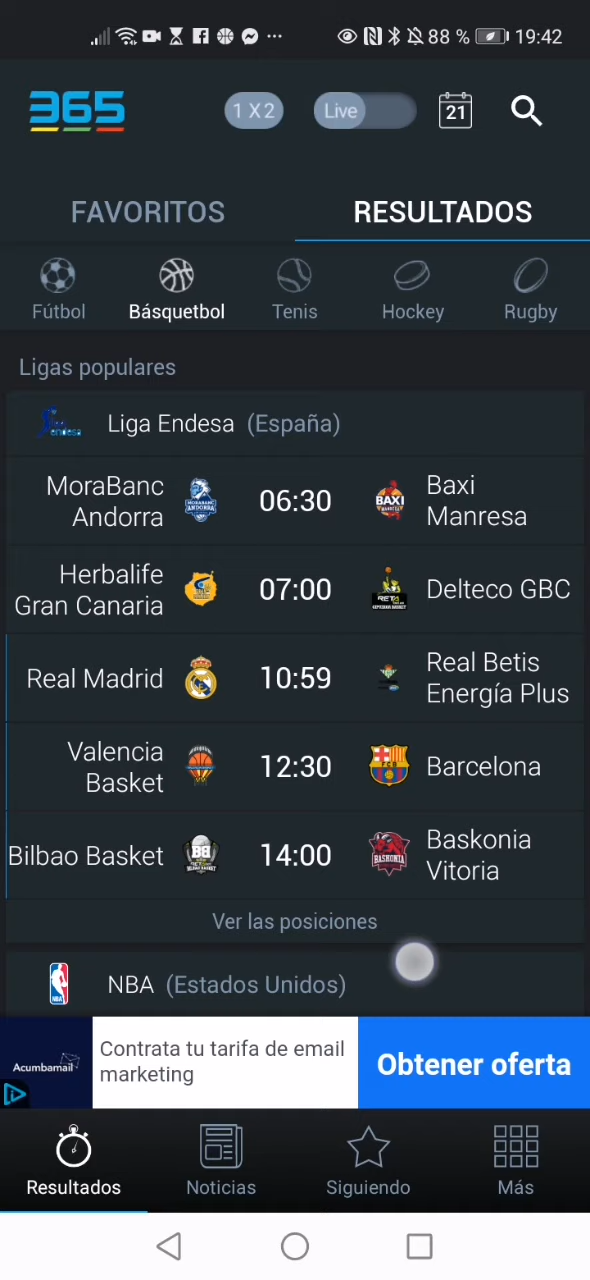 88 % 19:42
365 1 X 2 Live 21
FAVORITOS RESULTADOS
Fútbol Básquetbol Tenis Hockey Rugby
Ligas populares
Liga Endesa (España)
MoraBanc
Andorra
06:30
Baxi
Manresa
Herbalife
Gran Canaria
07:00
Delteco GBC
Real Madrid
10:59
Real Betis
Energía Plus
Valencia
Basket
12:30
Barcelona
Bilbao Basket
14:00
Baskonia
Vitoria
Ver las posiciones
NBA (Estados Unidos)
Acumbamail
Contrata tu tarifa de email
marketing
Obtener oferta
Resultados Noticias Siguiendo Más